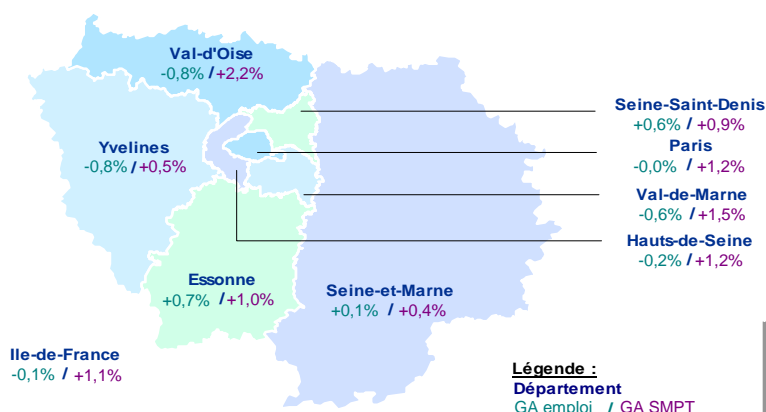 Val-d'Oise
-0,8% / +2,2%
Seine-Saint-Denis
+0,6% / +0,9%
Yvelines
-0,8% / +0,5%
Paris
-0,0% / +1,2%
Val-de-Marne
-0,6% / +1,5%
Hauts-de-Seine
-0,2% / +1,2%
Essonne
+0,7% / +1,0%
Seine-et-Marne
+0,1% / +0,4%
Ile-de-France
-0,1% / +1,1%
Légende :
Département
GA emploi / GA SMPT